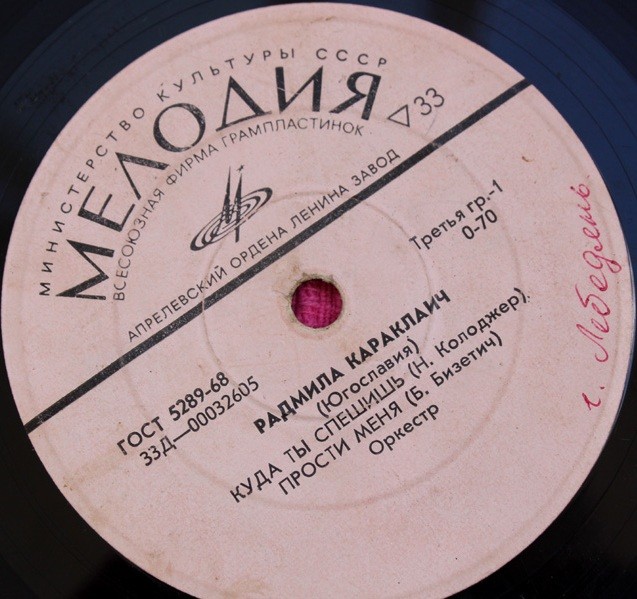 МИНИСТЕРСТВО КУЛЬТУРЫ СССР
МЕЛОДИЯ
33
ВСЕСОЮЗНАЯ ФИРМА ГРАМПЛАСТИНОК
АПРЕЛЕВСКИЙ ОРДЕНА ЛЕНИНА ЗАВОД
Третья гр.-1
0-70
ГОСТ 5289-68
33Д—00032605
РАДМИЛА КАРАКЛАИЧ
(Югославия)
КУДА ТЫ СПЕШИШЬ (Н. Колоджер)
ПРОСТИ МЕНЯ (Б. Бизетич)
Оркестр
г. Лебедянь.